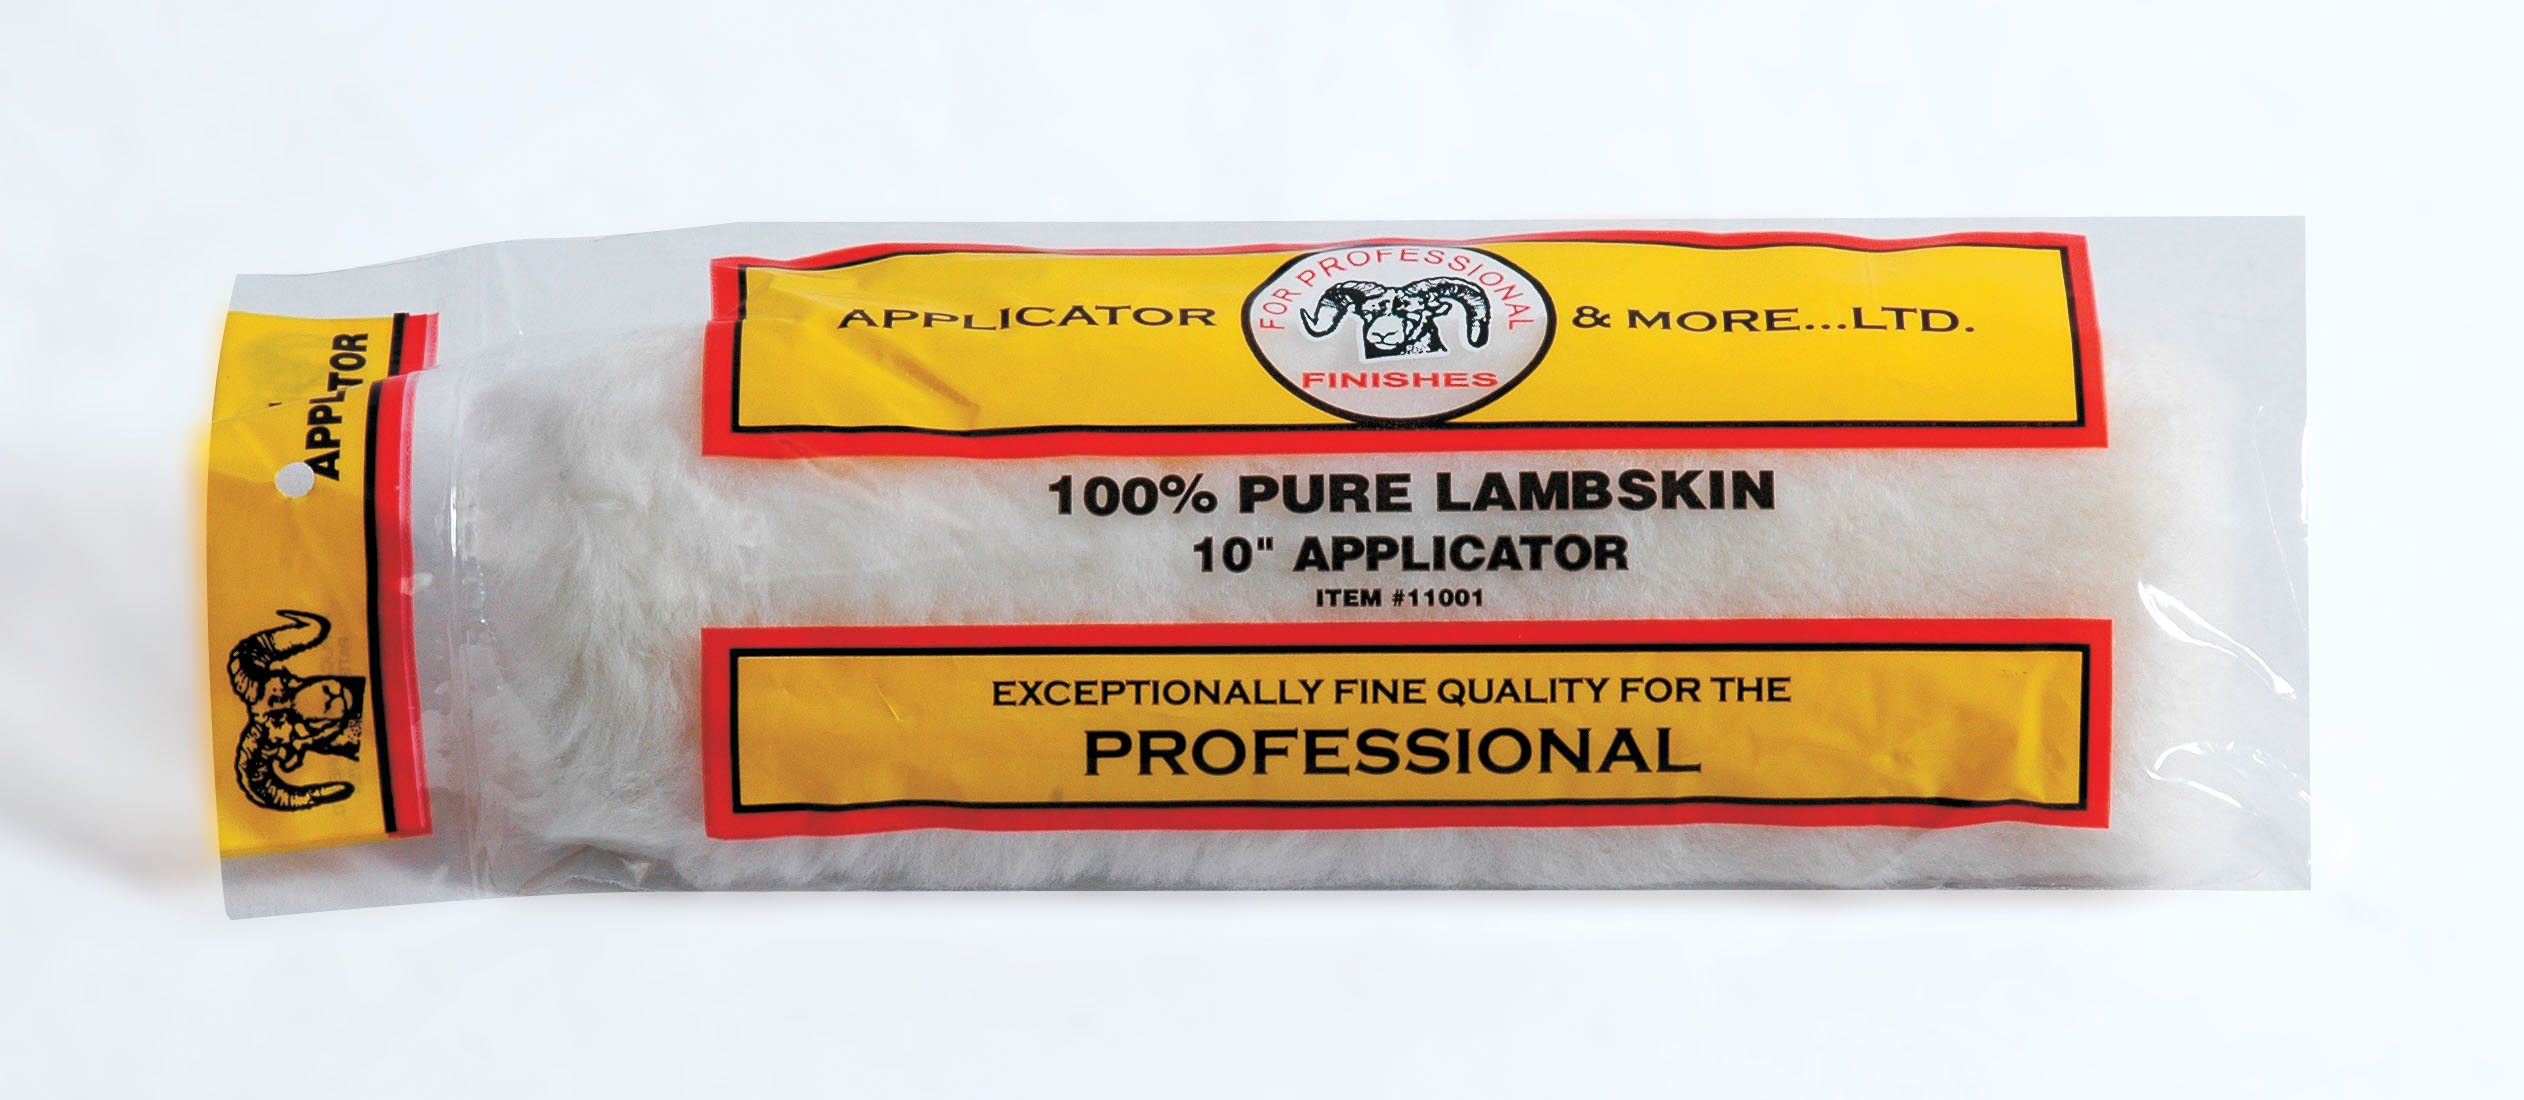 APPLICATOR
FOR PROFESSIONAL
FINISHES
& MORE...LTD.
100% PURE LAMBSKIN
10" APPLICATOR
ITEM #11001
EXCEPTIONALLY FINE QUALITY FOR THE
PROFESSIONAL